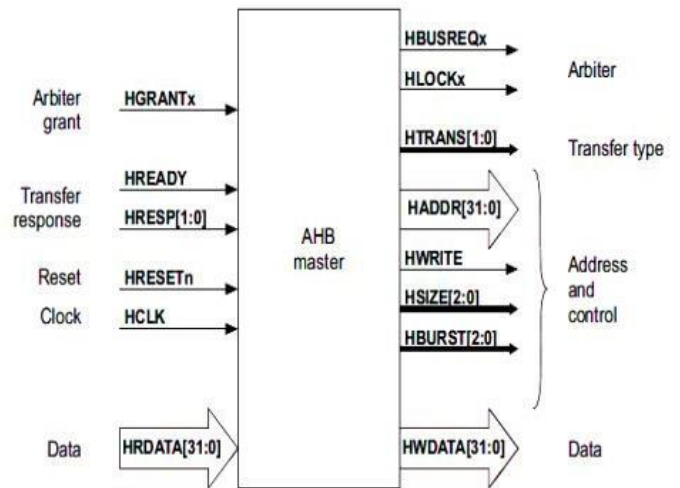 Arbiter
grant
HGRANTx
Transfer
response
HREADY
HRESP[1:0]
Reset
HRESETn
Clock
HCLK
Data
HRDATA[31:0]
AHB
master
HBUSREQx
HLOCKx
Arbiter
HTRANS[1:0]
Transfer type
HADDR[31:0]
HWRITE
HSIZE[2:0]
HBURST[2:0]
Address
and
control
HWDATA[31:0]
Data